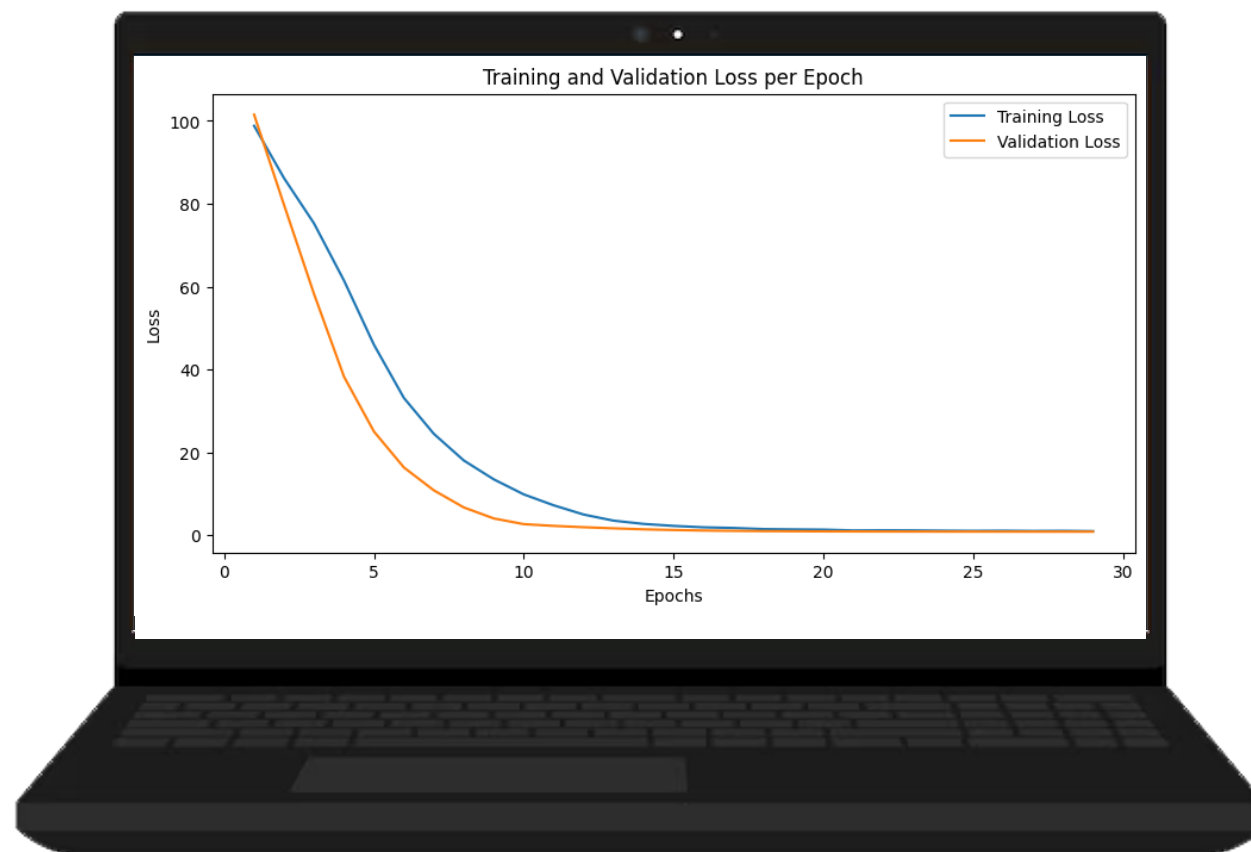 Training and Validation Loss per Epoch
Training Loss
Validation Loss
100
80
60
40
20
0
Loss
0 5 10 15 20 25 30
Epochs